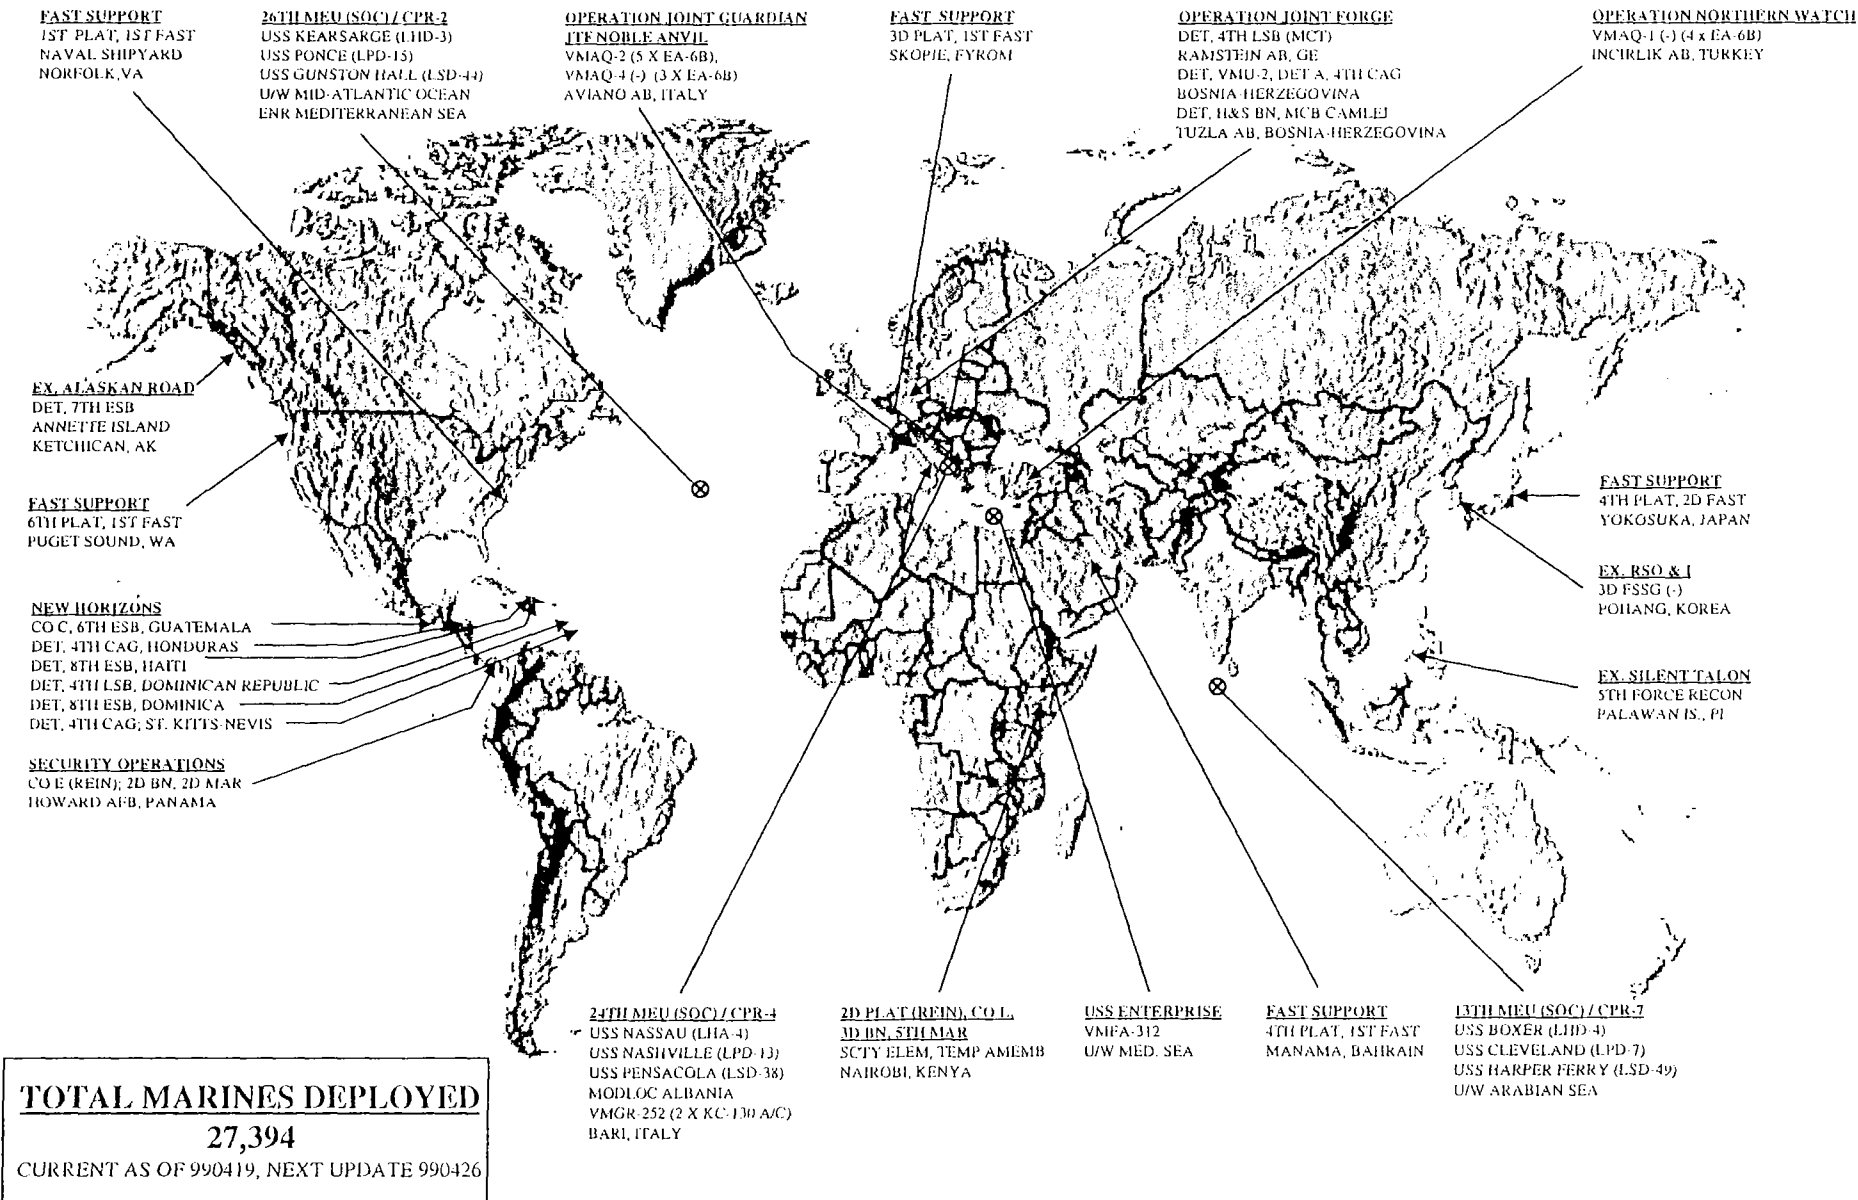 FAST SUPPORT
1ST PLAT, 1ST FAST
NAVAL SHIPYARD
NORFOLK, VA
26TH MEU (SOC) / CPR-2
USS KEARSARGE (LHD-3)
USS PONCE (LPD-15)
USS GUNSTON HALL (LSD-44)
U/W MID-ATLANTIC OCEAN
ENR MEDITERRANEAN SEA
OPERATION JOINT GUARDIAN
JTF NOBLE ANVIL
VMAQ-2 (5 X EA-6B),
VMAQ-4 (-) (3 X EA-6B)
AVIANO AB, ITALY
FAST SUPPORT
3D PLAT, 1ST FAST
SKOPJE, FYROM
OPERATION JOINT FORGE
DET, 4TH LSB (MCT)
RAMSTEIN AB, GE
DET, VMU-2, DET A, 4TH CAG
BOSNIA-HERZEGOVINA
DET, H&S BN, MCB CAMLEJ
TUZLA AB, BOSNIA-HERZEGOVINA
OPERATION NORTHERN WATCH
VMAQ-1 (-) (4 x EA-6B)
INCIRLIK AB, TURKEY
EX. ALASKAN ROAD
DET, 7TH ESB
ANNETTE ISLAND
KETCHICAN, AK
FAST SUPPORT
6TH PLAT, 1ST FAST
PUGET SOUND, WA
NEW HORIZONS
CO C, 6TH ESB, GUATEMALA
DET, 4TH CAG, HONDURAS
DET, 8TH ESB, HAITI
DET, 4TH LSB, DOMINICAN REPUBLIC
DET, 8TH ESB, DOMINICA
DET, 4TH CAG; ST. KITTS-NEVIS
SECURITY OPERATIONS
CO E (REIN); 2D BN, 2D MAR
HOWARD AFB, PANAMA
FAST SUPPORT
4TH PLAT, 2D FAST
YOKOSUKA, JAPAN
EX. RSO & I
3D FSSG (-)
POHANG, KOREA
EX. SILENT TALON
5TH FORCE RECON
PALAWAN IS., PI
24TH MEU (SOC) / CPR-4
USS NASSAU (LHA-4)
USS NASHVILLE (LPD-13)
USS PENSACOLA (LSD-38)
MODLOC ALBANIA
VMGR-252 (2 X KC-130 A/C)
BARI, ITALY
2D PLAT (REIN), CO L,
3D BN, 5TH MAR
SCTY ELEM, TEMP AMEMB
NAIROBI, KENYA
USS ENTERPRISE
VMFA-312
U/W MED. SEA
FAST SUPPORT
4TH PLAT, 1ST FAST
MANAMA, BAHRAIN
13TH MEU (SOC) / CPR-7
USS BOXER (LHD-4)
USS CLEVELAND (LPD-7)
USS HARPER FERRY (LSD-49)
U/W ARABIAN SEA
TOTAL MARINES DEPLOYED
27,394
CURRENT AS OF 990419, NEXT UPDATE 990426